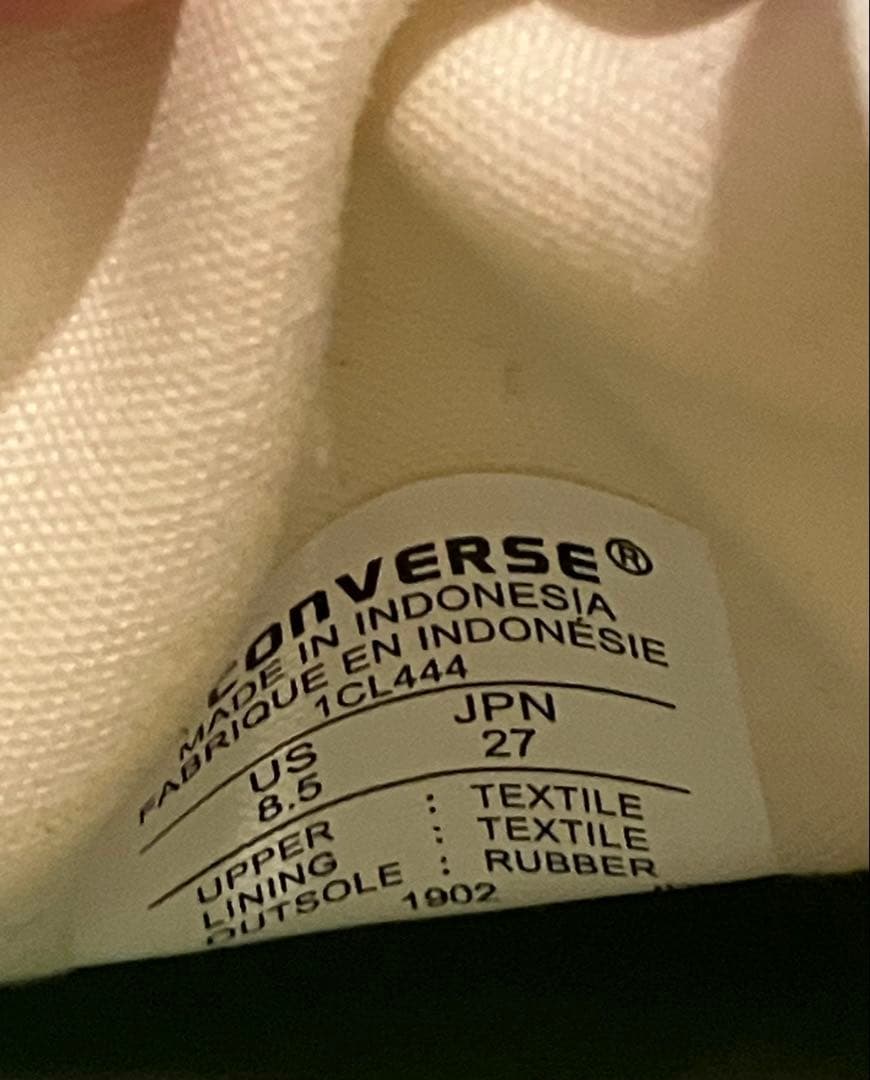 CONVERSE®
MADE IN INDONESIA
FABRIQUE EN INDONÉSIE
1CL444
US JPN
8.5 27
UPPER : TEXTILE
LINING : TEXTILE
OUTSOLE : RUBBER
1902